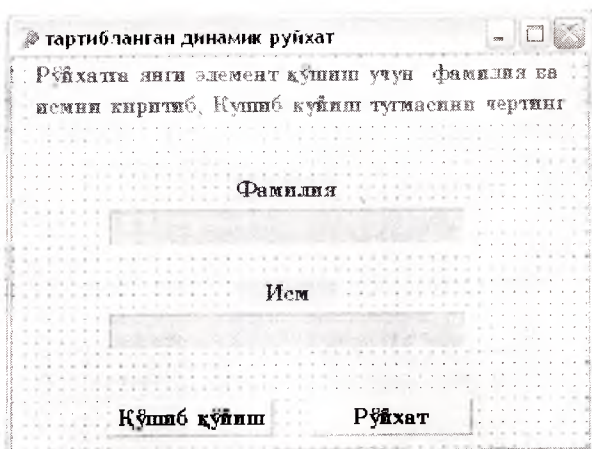 тартибланган динамик руйхат
Рўйхатга янги элемент қўшиш учун фамилия ва
исмни киритиб, Қўшиб қўйиш тугмасини чертинг
Фамилия
Исм
Қўшиб қўйиш Рўйхат